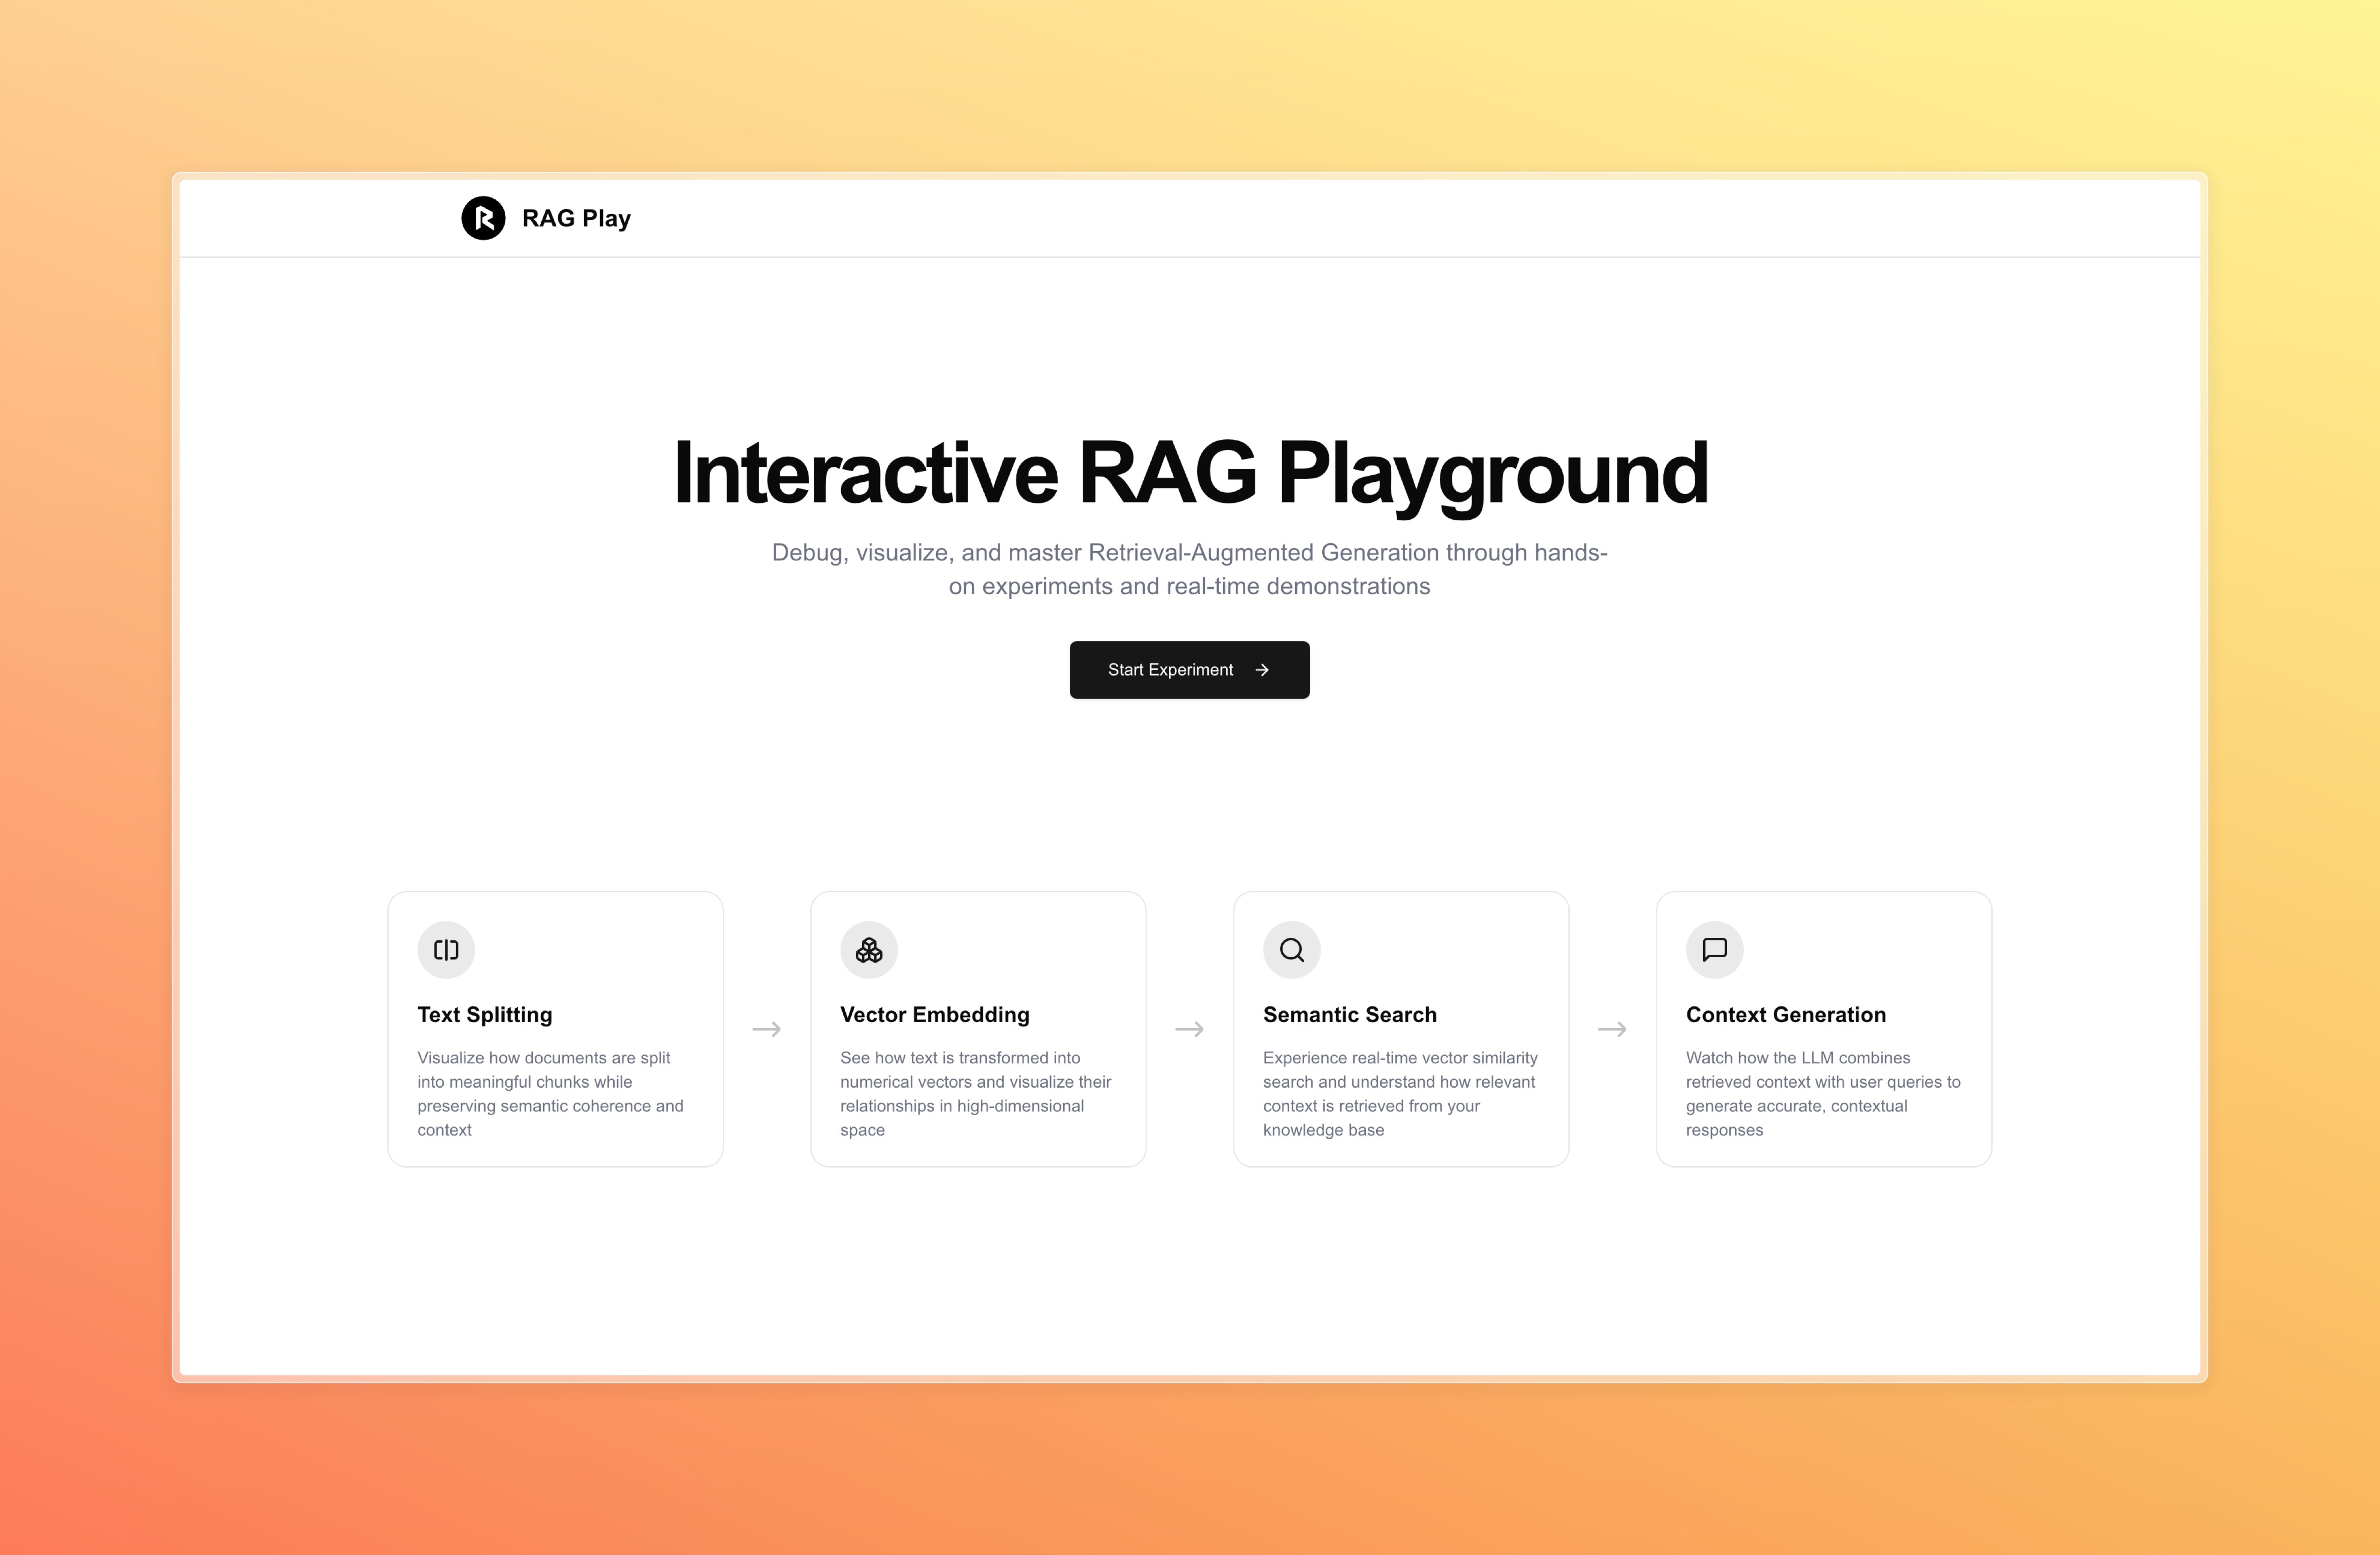 RAG Play
Interactive RAG Playground
Debug, visualize, and master Retrieval-Augmented Generation through hands-
on experiments and real-time demonstrations
Start Experiment
Text Splitting
Visualize how documents are split
into meaningful chunks while
preserving semantic coherence and
context
Vector Embedding
See how text is transformed into
numerical vectors and visualize their
relationships in high-dimensional
space
Semantic Search
Experience real-time vector similarity
search and understand how relevant
context is retrieved from your
knowledge base
Context Generation
Watch how the LLM combines
retrieved context with user queries to
generate accurate, contextual
responses